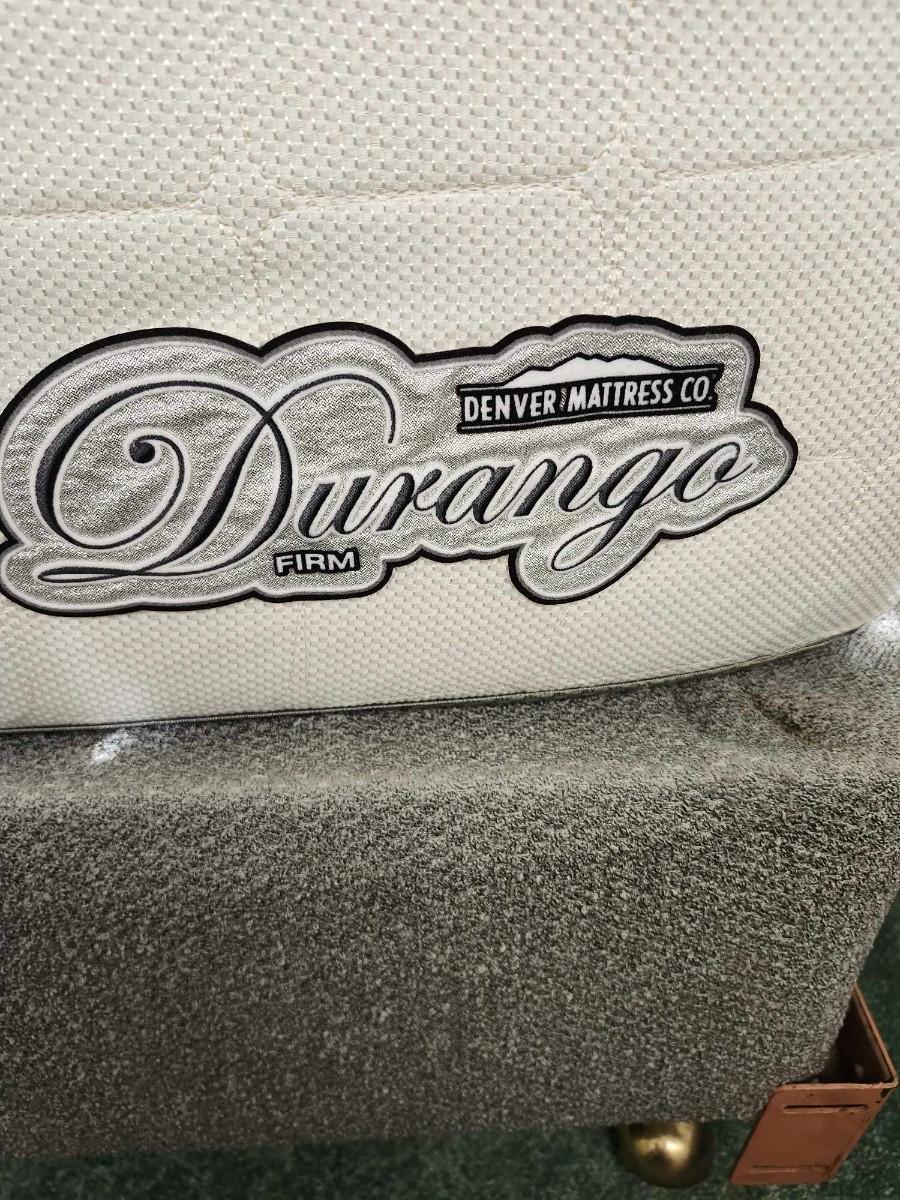 DENVER MATTRESS CO.
Durango
FIRM